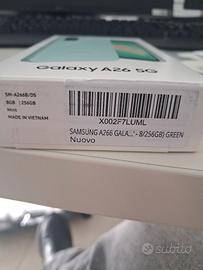 Galaxy A26 5G
SM-A266B/DS
8GB | 256GB
Mint
MADE IN VIETNAM
X002F7LUML
SAMSUNG A266 GALA...*- 8/256GB) GREEN
Nuovo
subito